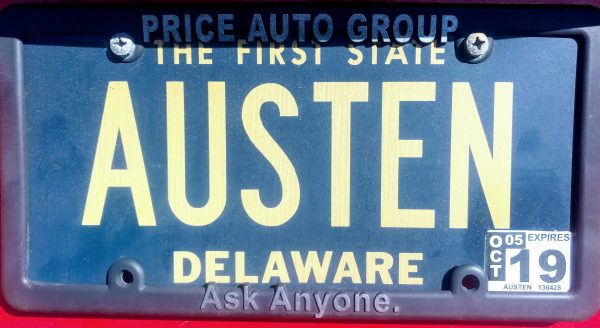 PRICE AUTO GROUP
THE FIRST STATE
AUSTEN
OCT 05 EXPIRES
19
AUSTEN 136428
DELAWARE
Ask Anyone.